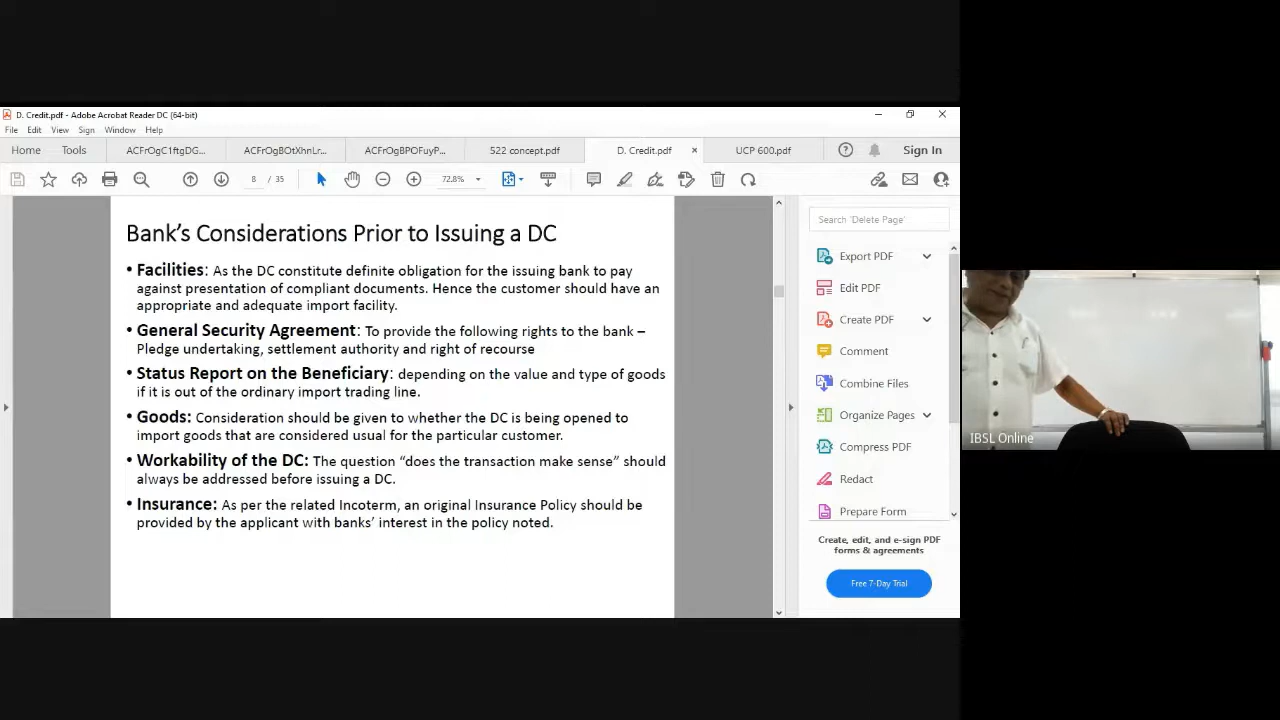 D. Credit.pdf - Adobe Acrobat Reader DC (64-bit)
File Edit View Sign Window Help
Home Tools ACFrOgC1ftgDG... ACFrOgBOtXhnLr... ACFrOgBPOFuyP... 522 concept.pdf D. Credit.pdf × UCP 600.pdf Sign In
8 / 35 72.8%
Bank’s Considerations Prior to Issuing a DC
• Facilities: As the DC constitute definite obligation for the issuing bank to pay
against presentation of compliant documents. Hence the customer should have an
appropriate and adequate import facility.
• General Security Agreement: To provide the following rights to the bank –
Pledge undertaking, settlement authority and right of recourse
• Status Report on the Beneficiary: depending on the value and type of goods
if it is out of the ordinary import trading line.
• Goods: Consideration should be given to whether the DC is being opened to
import goods that are considered usual for the particular customer.
• Workability of the DC: The question “does the transaction make sense” should
always be addressed before issuing a DC.
• Insurance: As per the related Incoterm, an original Insurance Policy should be
provided by the applicant with banks’ interest in the policy noted.
Search 'Delete Page'
Export PDF
Edit PDF
Create PDF
Comment
Combine Files
Organize Pages
Compress PDF
Redact
Prepare Form
Create, edit, and e-sign PDF
forms & agreements
Free 7-Day Trial
IBSL Online